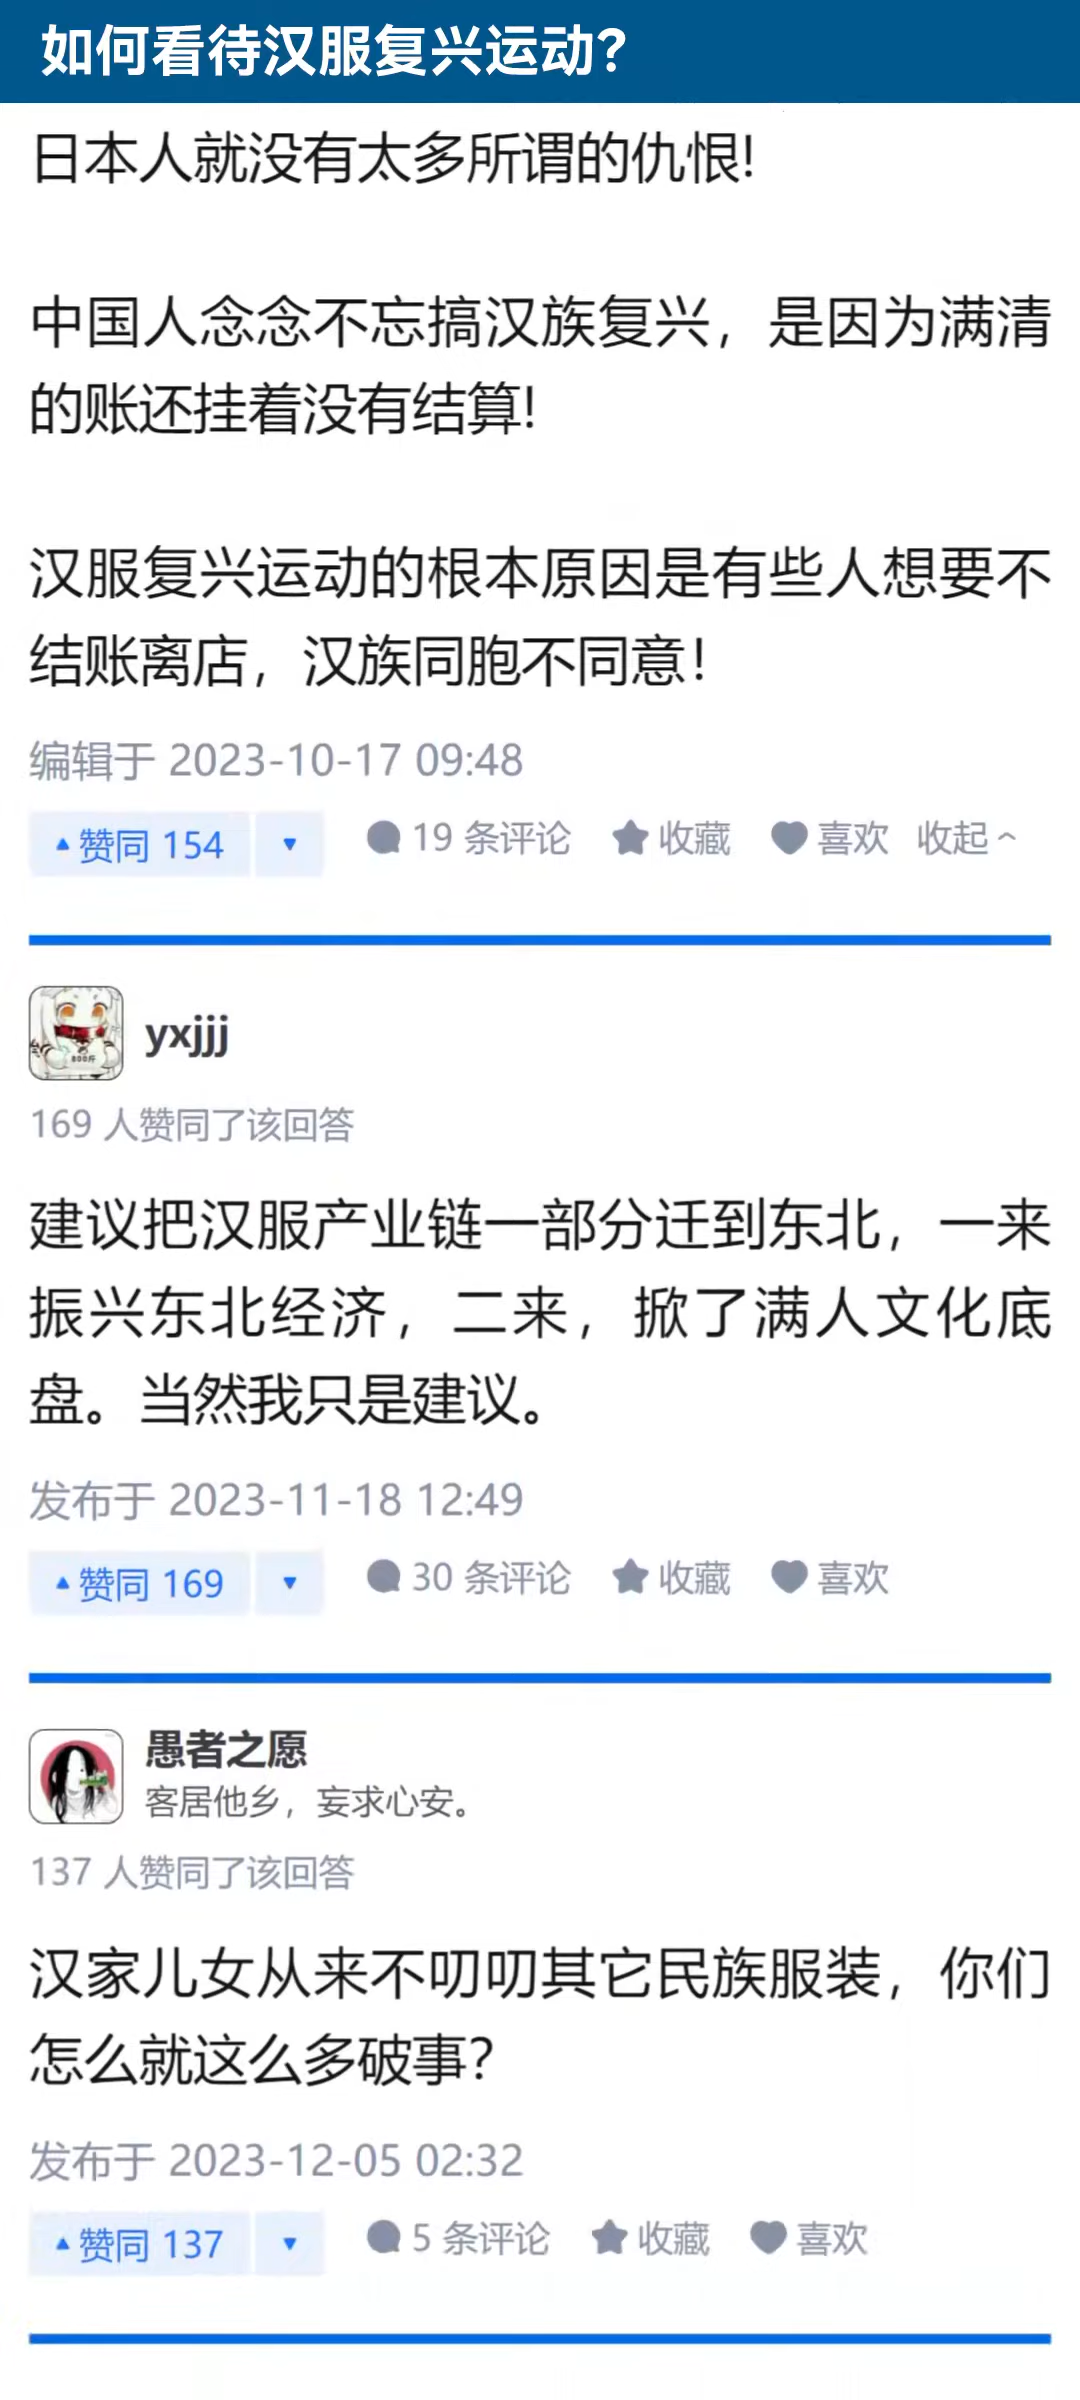 如何看待汉服复兴运动？
日本人就没有太多所谓的仇恨！
中国人念念不忘搞汉族复兴，是因为满清
的账还挂着没有结算！
汉服复兴运动的根本原因是有些人想要不
结账离店，汉族同胞不同意！
编辑于 2023-10-17 09:48
赞同 154 19 条评论 收藏 喜欢 收起
yxjjj
169 人赞同了该回答
建议把汉服产业链一部分迁到东北，一来
振兴东北经济，二来，掀了满人文化底
盘。当然我只是建议。
发布于 2023-11-18 12:49
赞同 169 30 条评论 收藏 喜欢
愚者之愿
客居他乡，妄求心安。
137 人赞同了该回答
汉家儿女从来不叨叨其它民族服装，你们
怎么就这么多破事？
发布于 2023-12-05 02:32
赞同 137 5 条评论 收藏 喜欢